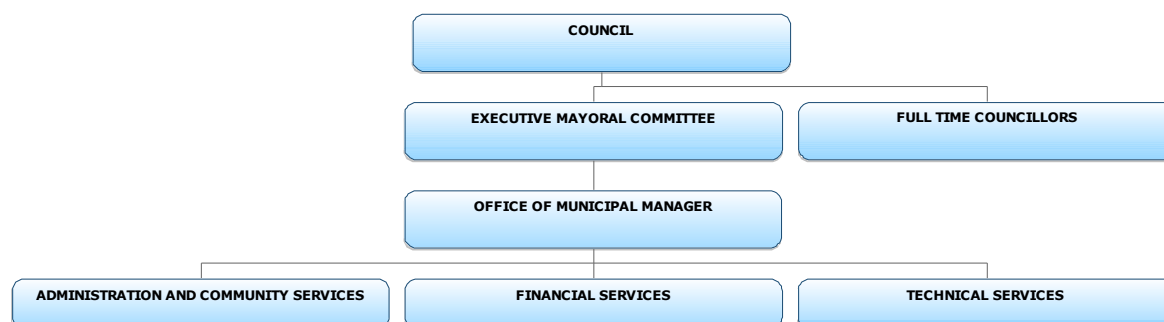 COUNCIL
EXECUTIVE MAYORAL COMMITTEE
FULL TIME COUNCILLORS
OFFICE OF MUNICIPAL MANAGER
ADMINISTRATION AND COMMUNITY SERVICES
FINANCIAL SERVICES
TECHNICAL SERVICES